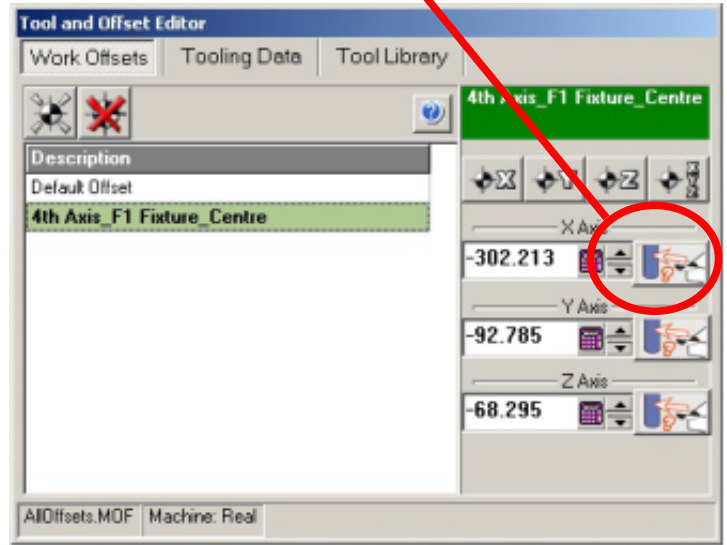 Tool and Offset Editor
Work Offsets Tooling Data Tool Library
4th Axis_F1 Fixture_Centre
Description
Default Offset
4th Axis_F1 Fixture_Centre
X Y Z XYZ
X Axis
-302.213
Y Axis
-92.785
Z Axis
-68.295
AllOffsets.MOF Machine: Real